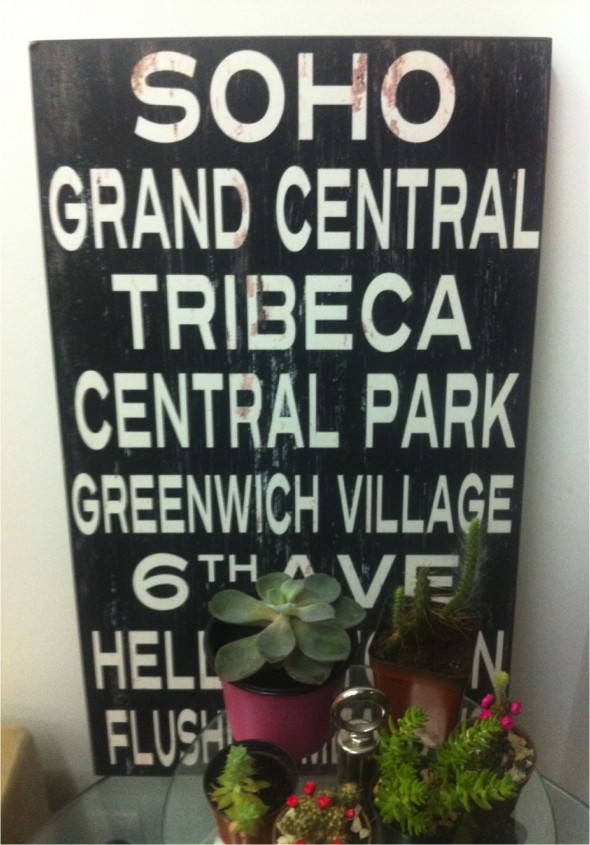 SOHO
GRAND CENTRAL
TRIBECA
CENTRAL PARK
GREENWICH VILLAGE
6TH AVE